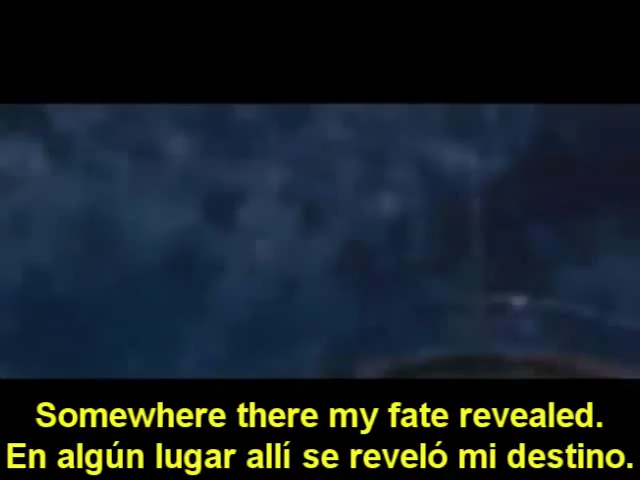 Somewhere there my fate revealed.
En algún lugar allí se reveló mi destino.